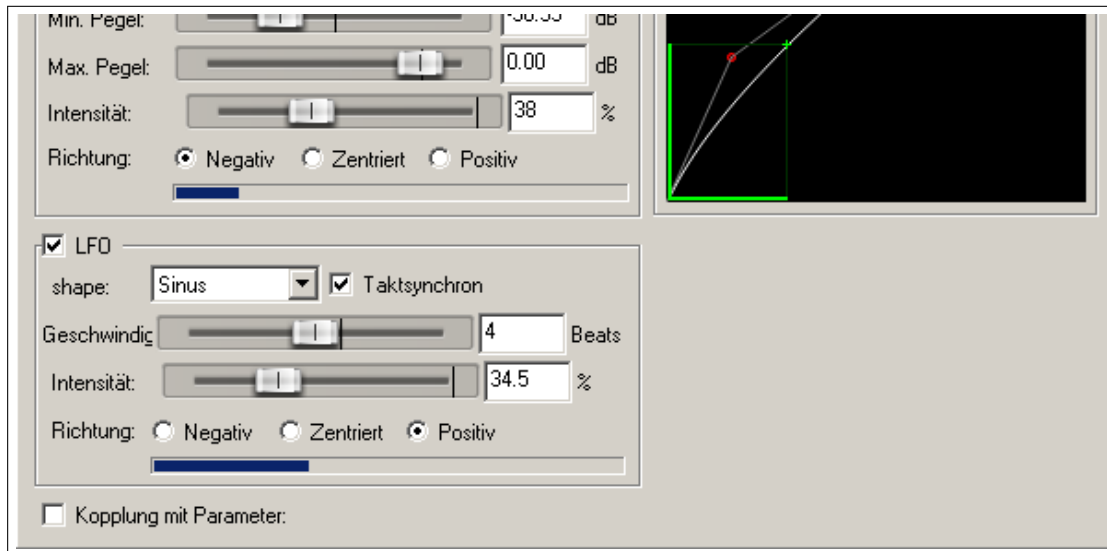 Min. Pegel: dB
Max. Pegel: 0.00 dB
Intensität: 38 %
Richtung: Negativ Zentriert Positiv
LFO
shape: Sinus Taktsynchron
Geschwindig 4 Beats
Intensität: 34.5 %
Richtung: Negativ Zentriert Positiv
Kopplung mit Parameter: